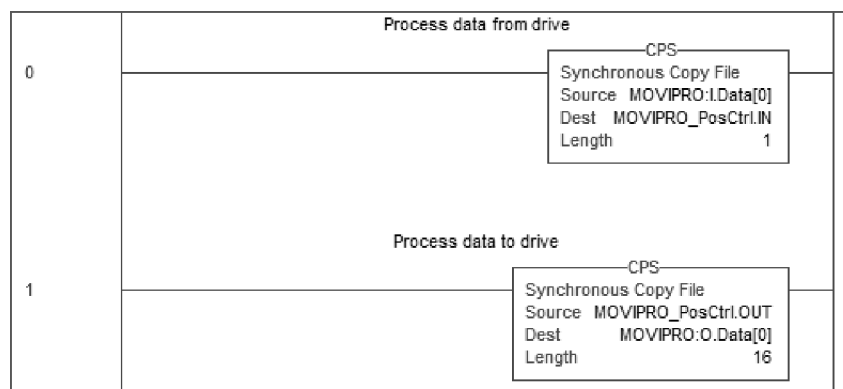 Process data from drive
0
CPS
Synchronous Copy File
Source MOVIPRO:I.Data[0]
Dest MOVIPRO_PosCtrl.IN
Length 1
Process data to drive
1
CPS
Synchronous Copy File
Source MOVIPRO_PosCtrl.OUT
Dest MOVIPRO:O.Data[0]
Length 16